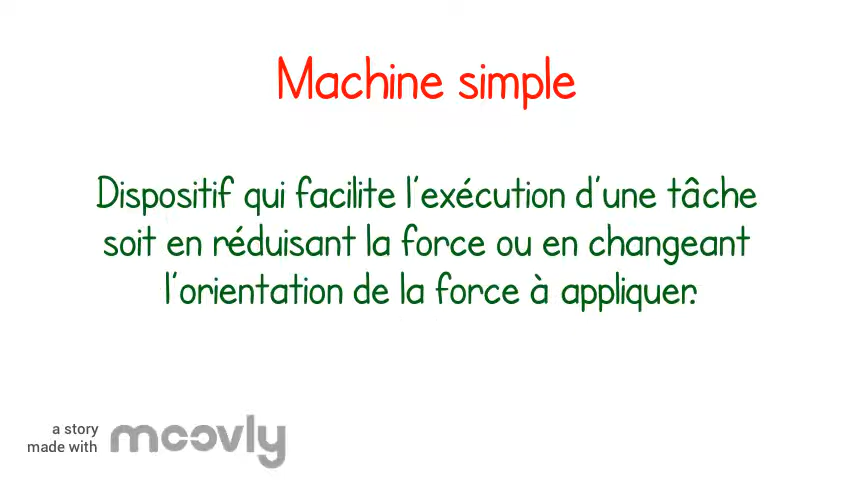 Machine simple
Dispositif qui facilite l'exécution d'une tâche
soit en réduisant la force ou en changeant
l'orientation de la force à appliquer.
a story
made with
moovly